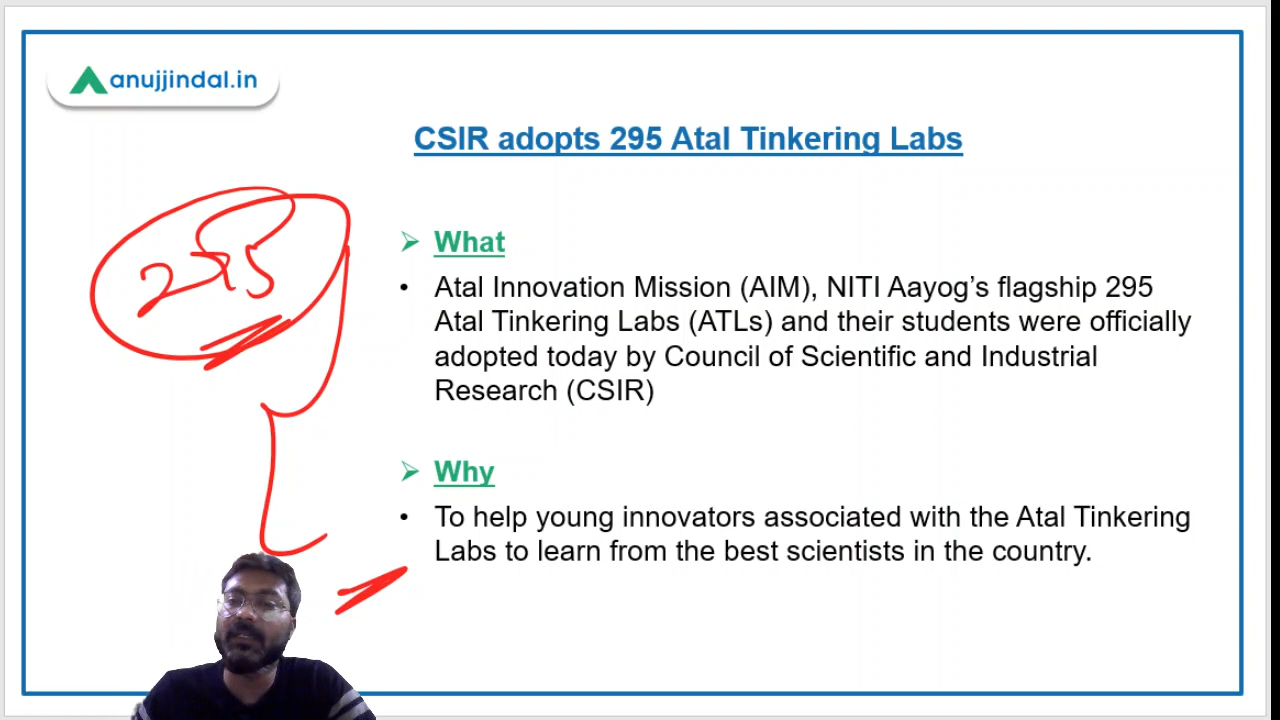 anujjindal.in
CSIR adopts 295 Atal Tinkering Labs
295
What
Atal Innovation Mission (AIM), NITI Aayog’s flagship 295
Atal Tinkering Labs (ATLs) and their students were officially
adopted today by Council of Scientific and Industrial
Research (CSIR)
Why
To help young innovators associated with the Atal Tinkering
Labs to learn from the best scientists in the country.